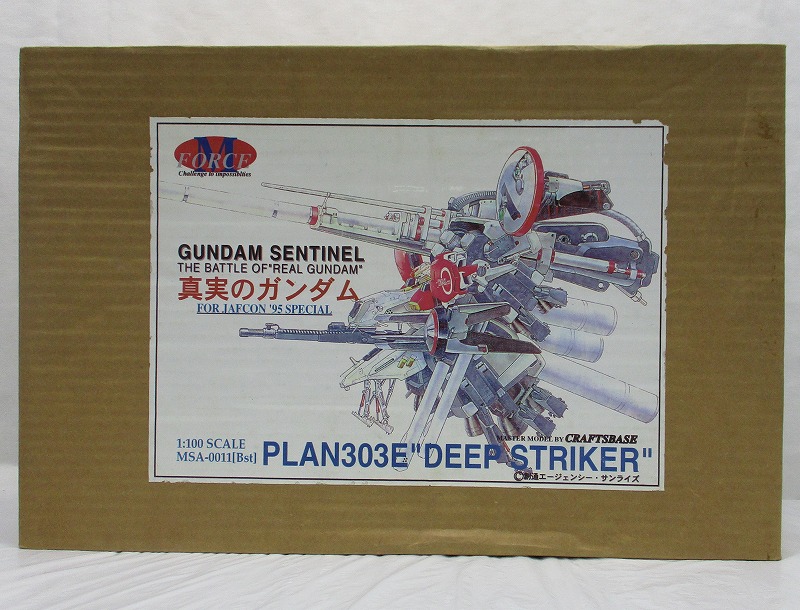 M
FORCE
Challenge to impossiblties
GUNDAM SENTINEL
THE BATTLE OF "REAL GUNDAM"
真実のガンダム
FOR JAFCON '95 SPECIAL
MASTER MODEL BY CRAFTSBASE
1:100 SCALE
MSA-0011[Bst] PLAN303E "DEEP STRIKER"
©創通エージェンシー・サンライズ